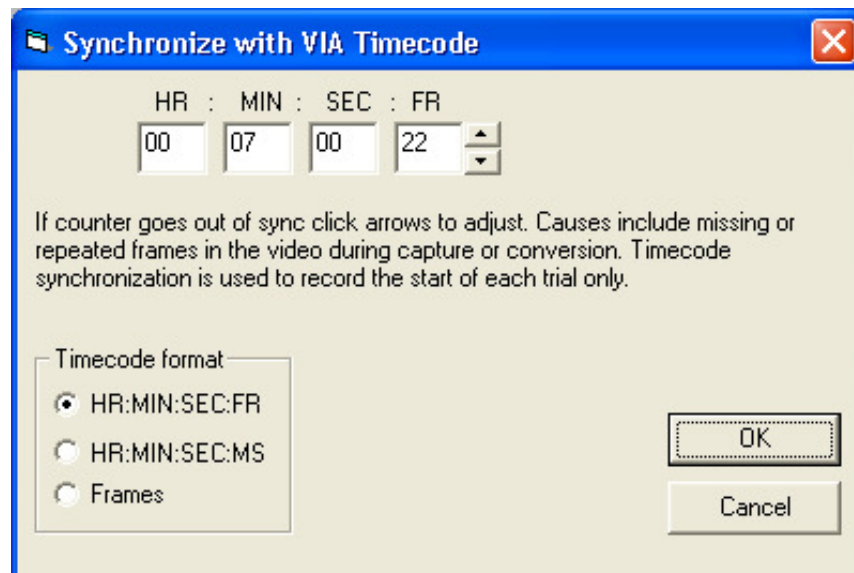 Synchronize with VIA Timecode
HR : MIN : SEC : FR
00 07 00 22
If counter goes out of sync click arrows to adjust. Causes include missing or
repeated frames in the video during capture or conversion. Timecode
synchronization is used to record the start of each trial only.
Timecode format
HR:MIN:SEC:FR
HR:MIN:SEC:MS
Frames
OK
Cancel